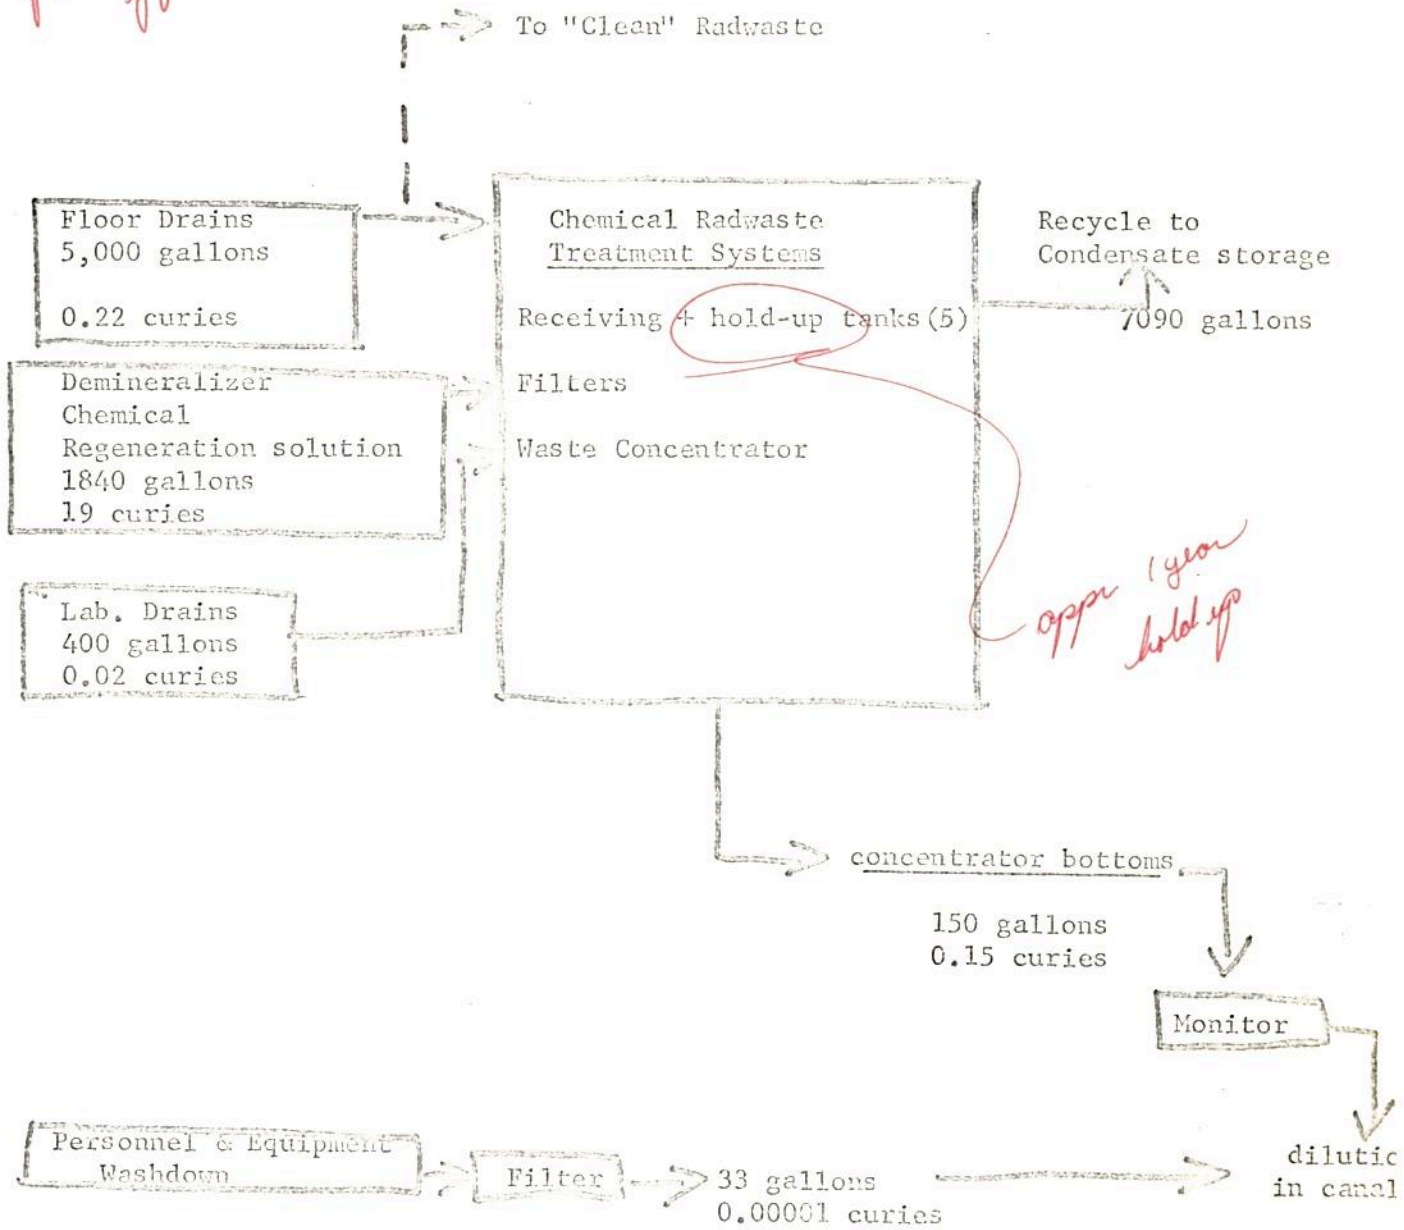 To "Clean" Radwaste
Floor Drains
5,000 gallons
0.22 curies
Chemical Radwaste
Treatment Systems
Receiving + hold-up tanks(5)
Filters
Waste Concentrator
Recycle to
Condensate storage
7090 gallons
Demineralizer
Chemical
Regeneration solution
1840 gallons
19 curies
Lab. Drains
400 gallons
0.02 curies
appr 1 year
hold up
concentrator bottoms
150 gallons
0.15 curies
Monitor
Personnel & Equipment
Washdown
Filter
33 gallons
0.00001 curies
dilutic
in canal